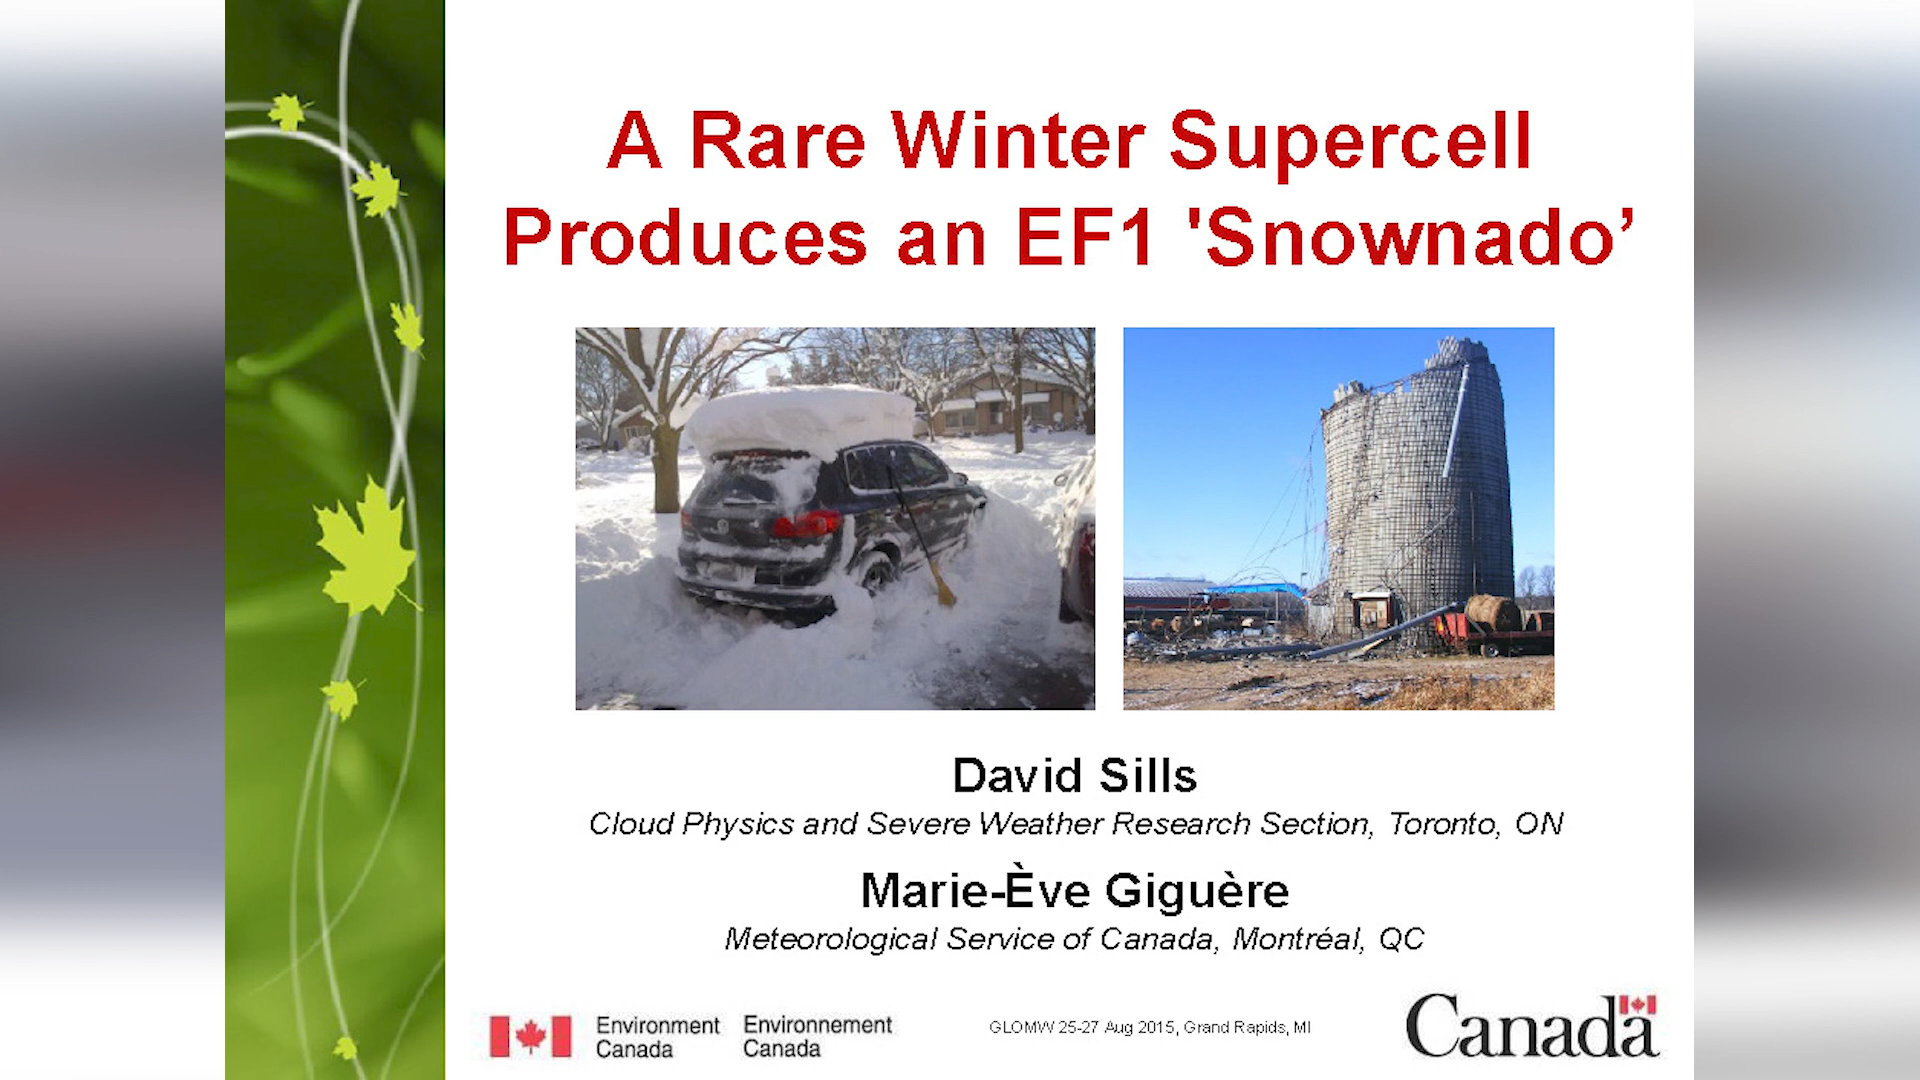 A Rare Winter Supercell
Produces an EF1 'Snownado’
David Sills
Cloud Physics and Severe Weather Research Section, Toronto, ON
Marie-Ève Giguère
Meteorological Service of Canada, Montréal, QC
Environment Canada
Environnement Canada
GLOMW 25-27 Aug 2015, Grand Rapids, MI
Canada